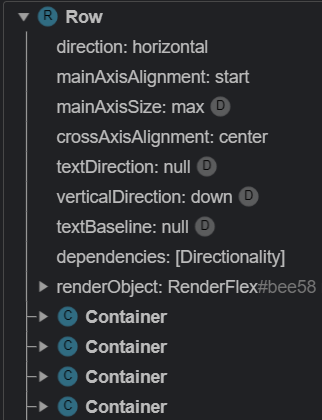 R Row
direction: horizontal
mainAxisAlignment: start
mainAxisSize: max D
crossAxisAlignment: center
textDirection: null D
verticalDirection: down D
textBaseline: null D
dependencies: [Directionality]
renderObject: RenderFlex#bee58
C Container
C Container
C Container
C Container